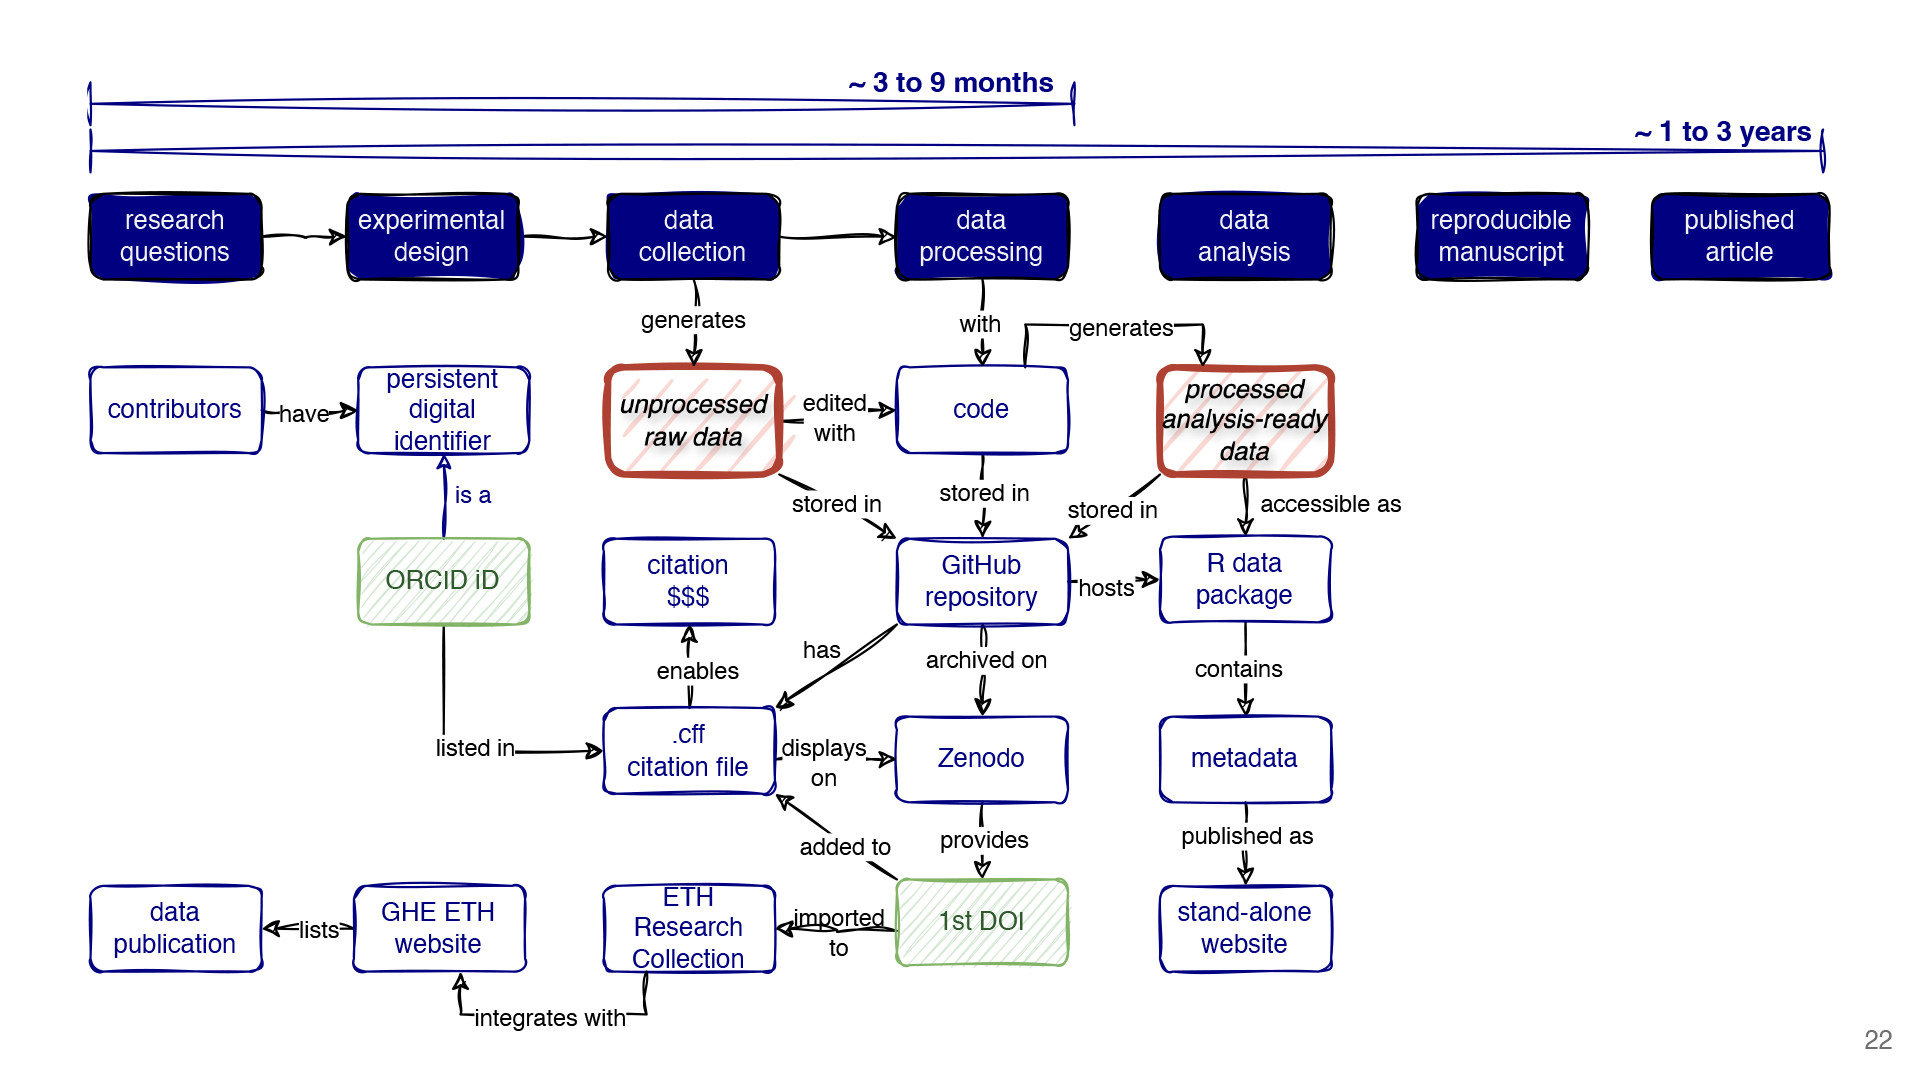 ~ 3 to 9 months
~ 1 to 3 years
research
questions
experimental
design
data
collection
data
processing
data
analysis
reproducible
manuscript
published
article
generates
with
generates
contributors
have
persistent
digital
identifier
unprocessed
raw data
edited
with
code
processed
analysis-ready
data
is a
stored in
stored in
stored in
accessible as
ORCID iD
citation
$$$
GitHub
repository
hosts
R data
package
enables
has
archived on
contains
listed in
.cff
citation file
displays
on
Zenodo
metadata
added to
provides
published as
data
publication
lists
GHE ETH
website
ETH
Research
Collection
imported
to
1st DOI
stand-alone
website
integrates with
22